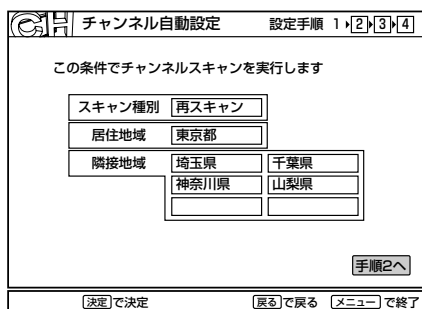 CH チャンネル自動設定 設定手順 1 2 3 4
この条件でチャンネルスキャンを実行します
スキャン種別 再スキャン
居住地域 東京都
隣接地域 埼玉県 千葉県
神奈川県 山梨県
手順2へ
決定で決定 戻るで戻る メニューで終了